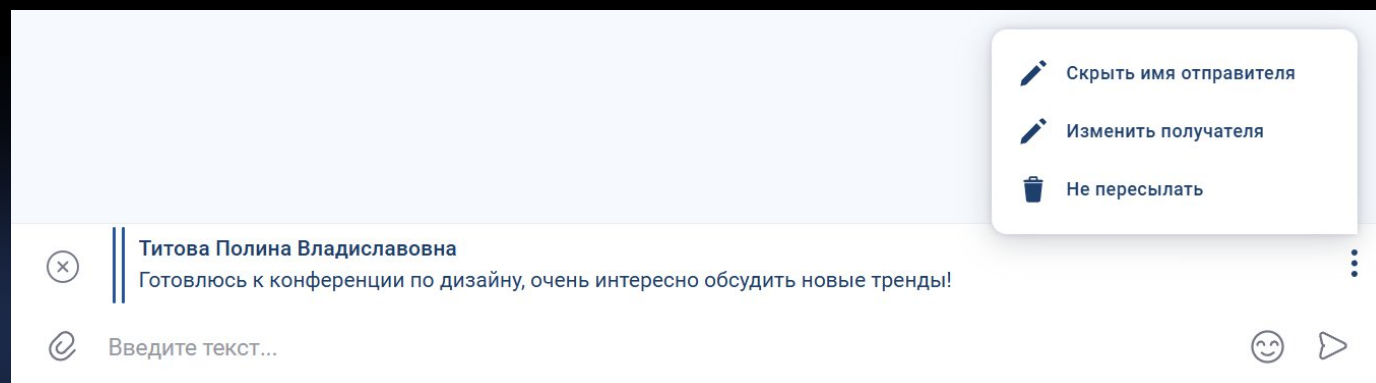 Скрыть имя отправителя
Изменить получателя
Не пересылать
Титова Полина Владиславовна
Готовлюсь к конференции по дизайну, очень интересно обсудить новые тренды!
Введите текст...